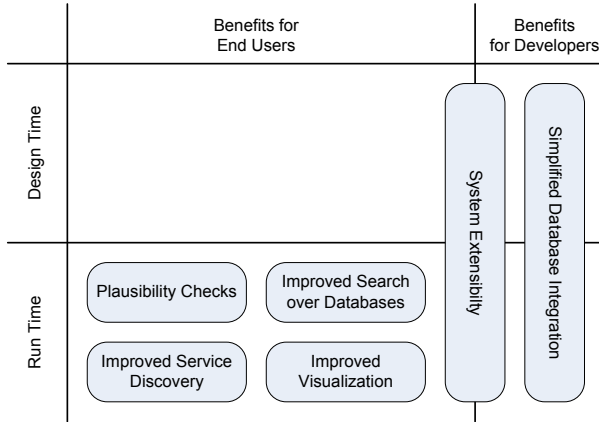 Benefits for
End Users
Benefits
for Developers
Design Time
System Extensibilty
Simplified Database Integration
Run Time
Plausibility Checks
Improved Search
over Databases
Improved Service
Discovery
Improved
Visualization